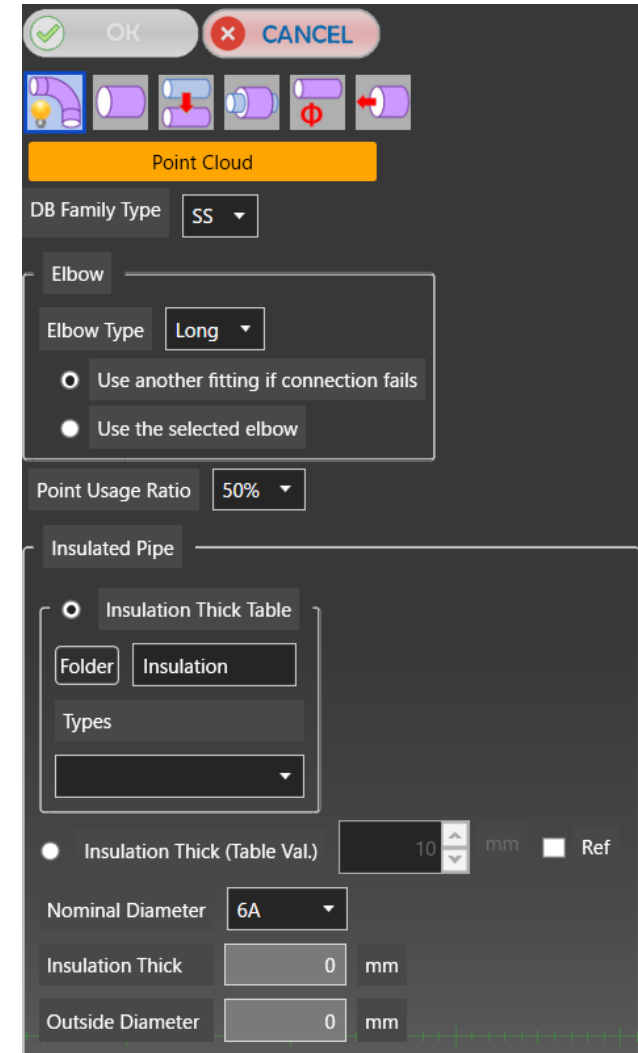 OK CANCEL
Φ
Point Cloud
DB Family Type SS
Elbow
Elbow Type Long
Use another fitting if connection fails
Use the selected elbow
Point Usage Ratio 50%
Insulated Pipe
Insulation Thick Table
Folder Insulation
Types
Insulation Thick (Table Val.) 10 mm Ref
Nominal Diameter 6A
Insulation Thick 0 mm
Outside Diameter 0 mm